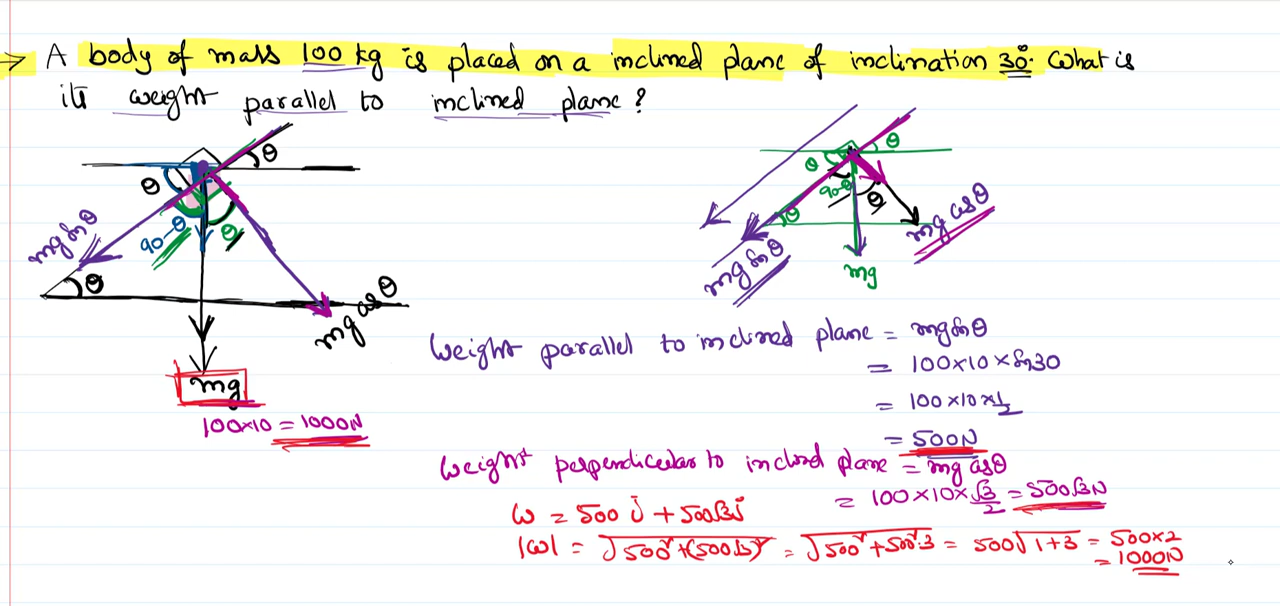 → A body of mass 100 kg is placed on a inclined plane of inclination 30°. What is
its weight parallel to inclined plane?
θ
θ
mg sinθ
90-θ
θ
θ
mg cosθ
mg
100×10 = 1000N
θ
θ
90-θ
θ
θ
mg sinθ
mg cosθ
mg
Weight parallel to inclined plane = mg sinθ
= 100×10×sin30
= 100×10×1/2
= 500N
Weight perpendicular to inclined plane = mg cosθ
= 100×10×√3/2 = 500√3N
W = 500 î + 500√3 ĵ
|W| = √500²+(500√3)² = √500²+500².3 = 500√1+3 = 500×2
= 1000N